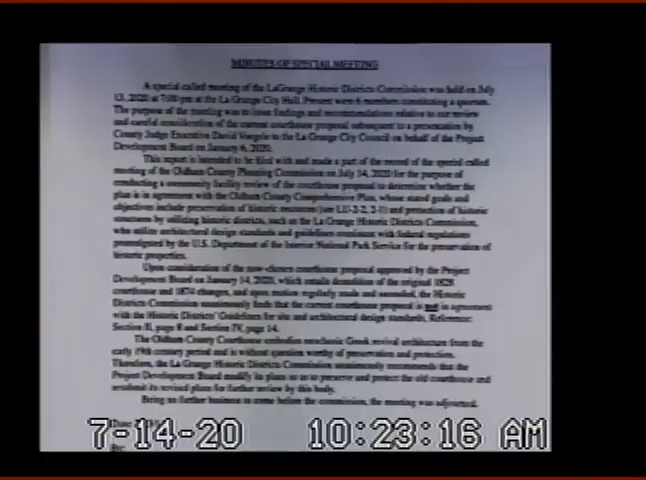 MINUTES OF SPECIAL MEETING
A special called meeting of the LaGrange Historic Districts Commission was held on July
13, 2020 at 7:00 pm at the La Grange City Hall. Present were 6 members constituting a quorum.
The purpose of the meeting was to issue findings and recommendations relative to our review
and careful consideration of the current courthouse proposal subsequent to a presentation by
County Judge Executive David Voegele to the La Grange City Council on behalf of the Project
Development Board on January 6, 2020.
This report is intended to be filed with and made a part of the record of the special called
meeting of the Oldham County Planning Commission on July 14, 2020 for the purpose of
conducting a community facility review of the courthouse proposal to determine whether the
plan is in agreement with the Oldham County Comprehensive Plan, whose stated goals and
objectives include preservation of historic resources (see LU-2-2, 2-1) and protection of historic
structures by utilizing historic districts, such as the La Grange Historic Districts Commission,
who utilize architectural design standards and guidelines consistent with federal regulations
promulgated by the U.S. Department of the Interior National Park Service for the preservation of
historic properties.
Upon consideration of the now-chosen courthouse proposal approved by the Project
Development Board on January 14, 2020, which entails demolition of the original 1828
courthouse and 1874 changes, and upon motion regularly made and seconded, the Historic
Districts Commission unanimously finds that the current courthouse proposal is not in agreement
with the Historic Districts' Guidelines for site and architectural design standards, Reference:
Section II, page 8 and Section IV, page 14.
The Oldham County Courthouse embodies neoclassic Greek revival architecture from the
early 19th century period and is without question worthy of preservation and protection.
Therefore, the La Grange Historic Districts Commission unanimously recommends that the
Project Development Board modify its plans so as to preserve and protect the old courthouse and
resubmit its revised plans for further review by this body.
Being no further business to come before the commission, the meeting was adjourned.
7-14-20 10:23:16 AM
By: